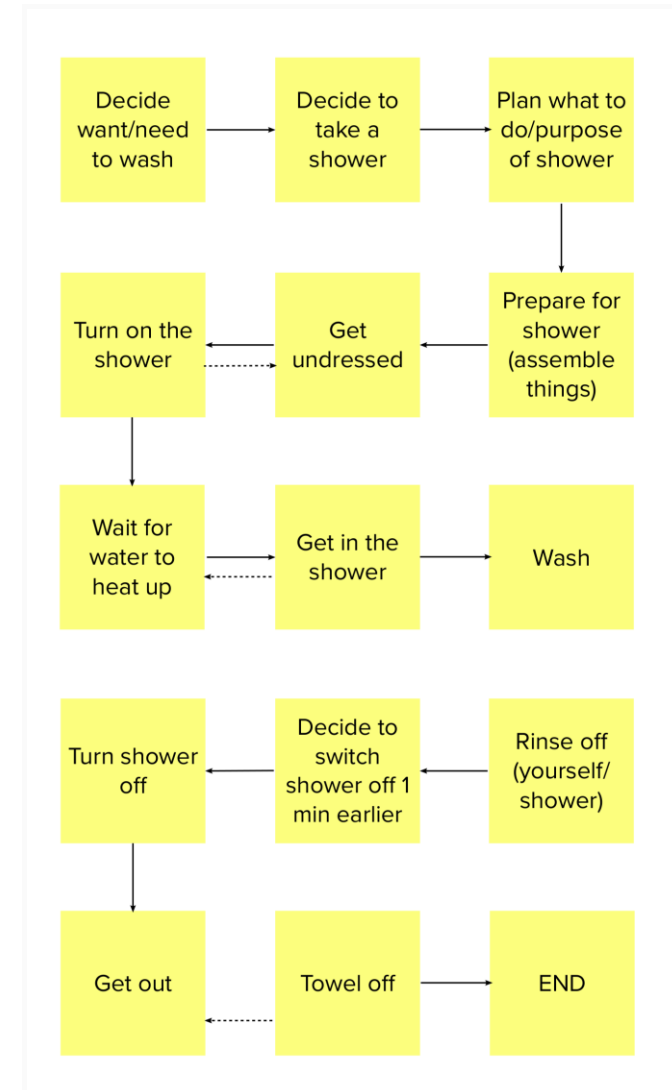 Decide
want/need
to wash
Decide to
take a
shower
Plan what to
do/purpose
of shower
Turn on the
shower
Get
undressed
Prepare for
shower
(assemble
things)
Wait for
water to
heat up
Get in the
shower
Wash
Turn shower
off
Decide to
switch
shower off 1
min earlier
Rinse off
(yourself/
shower)
Get out
Towel off
END